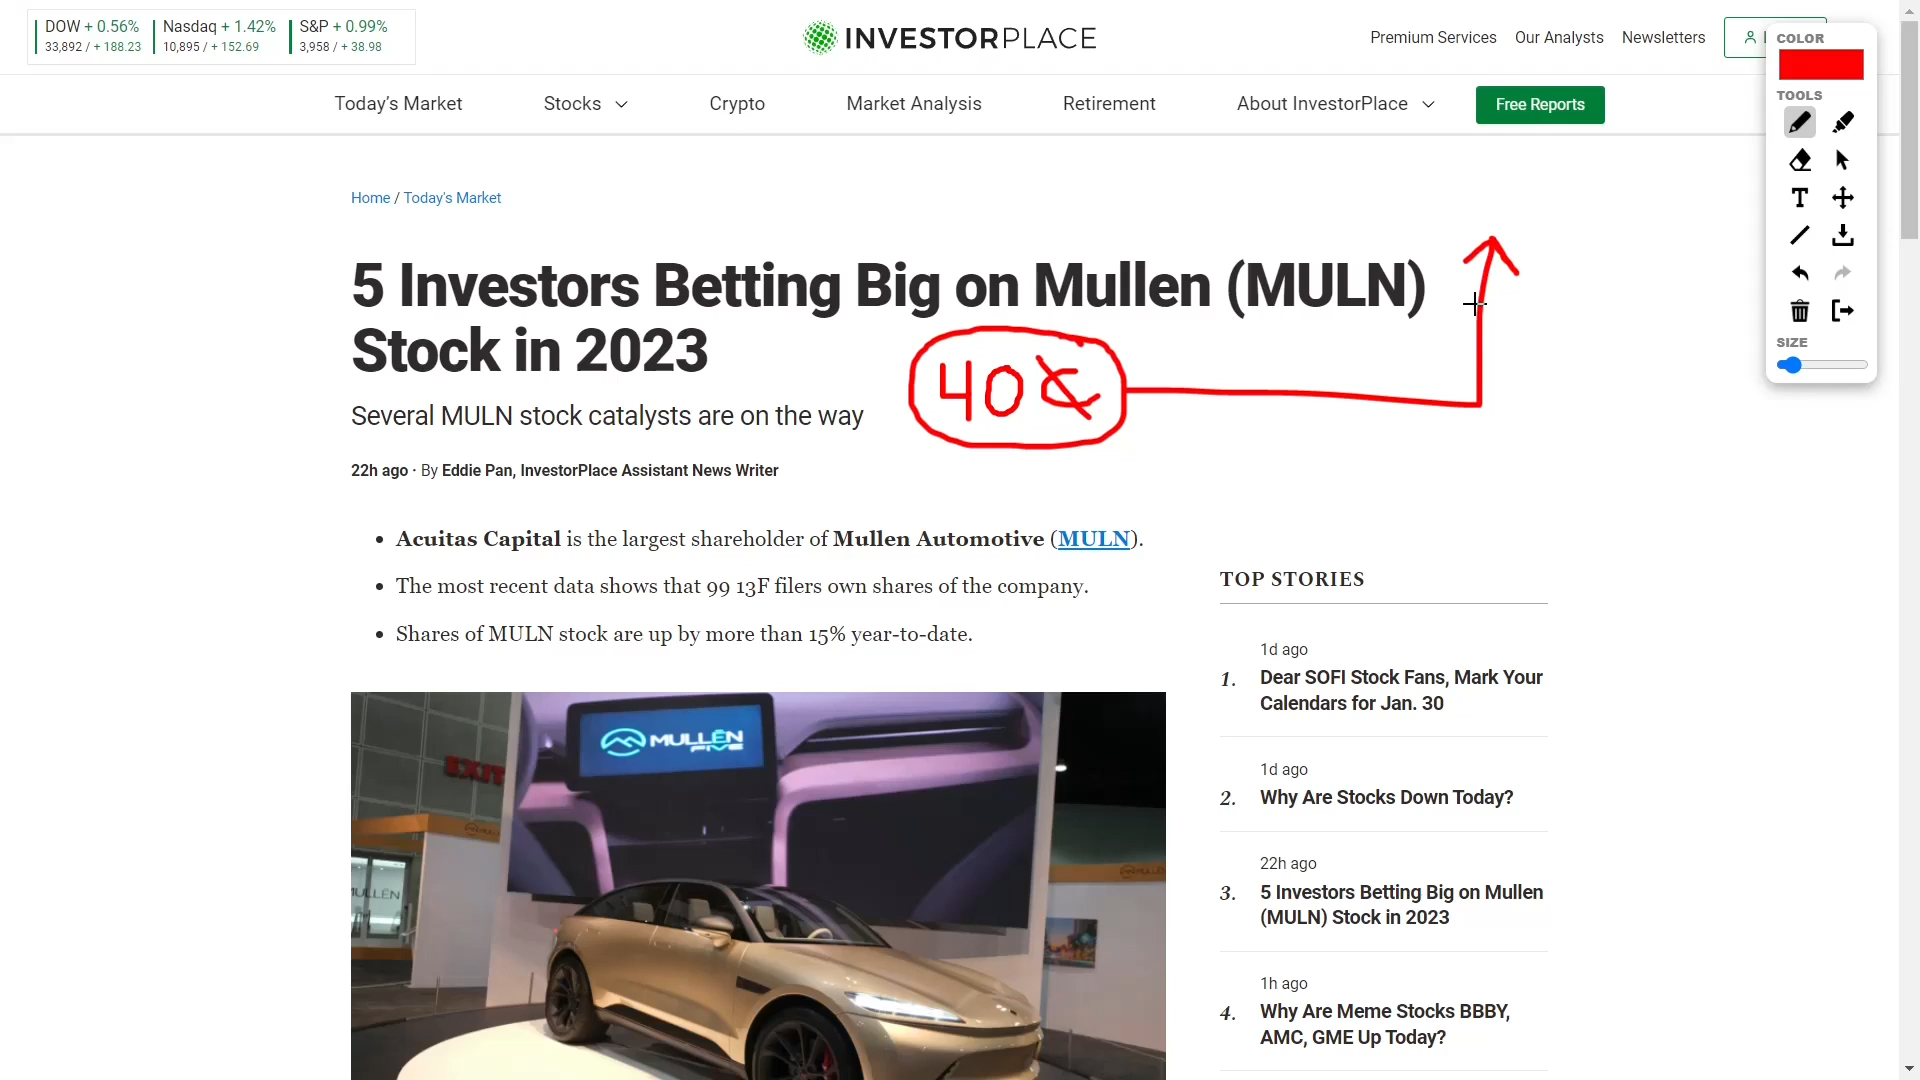 DOW + 0.56%
33,892 / + 188.23
Nasdaq + 1.42%
10,895 / + 152.69
S&P + 0.99%
3,958 / + 38.98
INVESTORPLACE
Premium Services
Our Analysts
Newsletters
COLOR
TOOLS
SIZE
Today's Market
Stocks
Crypto
Market Analysis
Retirement
About InvestorPlace
Free Reports
Home / Today's Market
5 Investors Betting Big on Mullen (MULN)
Stock in 2023
40¢
Several MULN stock catalysts are on the way
22h ago · By Eddie Pan, InvestorPlace Assistant News Writer
• Acuitas Capital is the largest shareholder of Mullen Automotive (MULN).
• The most recent data shows that 99 13F filers own shares of the company.
• Shares of MULN stock are up by more than 15% year-to-date.
MULLEN
FIVE
EXIT
MULLEN
TOP STORIES
1d ago
1. Dear SOFI Stock Fans, Mark Your
Calendars for Jan. 30
1d ago
2. Why Are Stocks Down Today?
22h ago
3. 5 Investors Betting Big on Mullen
(MULN) Stock in 2023
1h ago
4. Why Are Meme Stocks BBBY,
AMC, GME Up Today?